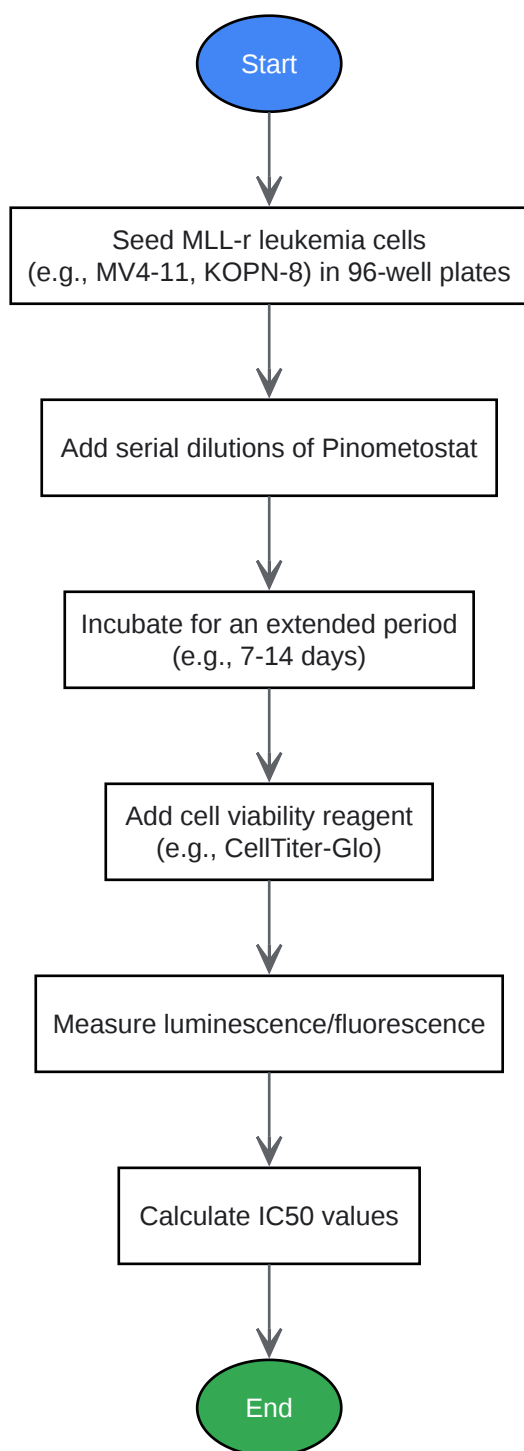 Start
Seed MLL-r leukemia cells
(e.g., MV4-11, KOPN-8) in 96-well plates
Add serial dilutions of Pinometostat
Incubate for an extended period
(e.g., 7-14 days)
Add cell viability reagent
(e.g., CellTiter-Glo)
Measure luminescence/fluorescence
Calculate IC50 values
End